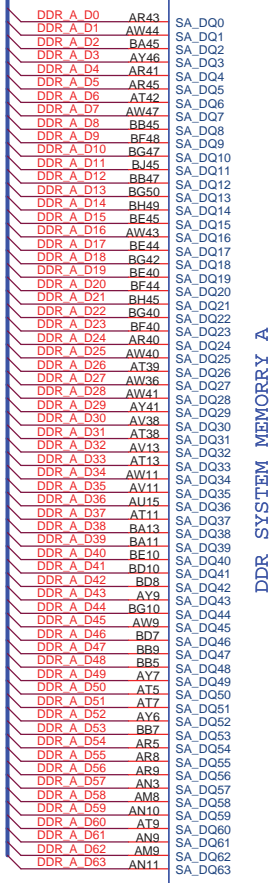 DDR_A_D0 AR43 SA_DQ0
DDR_A_D1 AW44 SA_DQ1
DDR_A_D2 BA45 SA_DQ2
DDR_A_D3 AY46 SA_DQ3
DDR_A_D4 AR41 SA_DQ4
DDR_A_D5 AR45 SA_DQ5
DDR_A_D6 AT42 SA_DQ6
DDR_A_D7 AW47 SA_DQ7
DDR_A_D8 BB45 SA_DQ8
DDR_A_D9 BF48 SA_DQ9
DDR_A_D10 BG47 SA_DQ10
DDR_A_D11 BJ45 SA_DQ11
DDR_A_D12 BB47 SA_DQ12
DDR_A_D13 BG50 SA_DQ13
DDR_A_D14 BH49 SA_DQ14
DDR_A_D15 BE45 SA_DQ15
DDR_A_D16 AW43 SA_DQ16
DDR_A_D17 BE44 SA_DQ17
DDR_A_D18 BG42 SA_DQ18
DDR_A_D19 BE40 SA_DQ19
DDR_A_D20 BF44 SA_DQ20
DDR_A_D21 BH45 SA_DQ21
DDR_A_D22 BG40 SA_DQ22
DDR_A_D23 BF40 SA_DQ23
DDR_A_D24 AR40 SA_DQ24
DDR_A_D25 AW40 SA_DQ25
DDR_A_D26 AT39 SA_DQ26
DDR_A_D27 AW36 SA_DQ27
DDR_A_D28 AW41 SA_DQ28
DDR_A_D29 AY41 SA_DQ29
DDR_A_D30 AV38 SA_DQ30
DDR_A_D31 AT38 SA_DQ31
DDR_A_D32 AV13 SA_DQ32
DDR_A_D33 AT13 SA_DQ33
DDR_A_D34 AW11 SA_DQ34
DDR_A_D35 AV11 SA_DQ35
DDR_A_D36 AU15 SA_DQ36
DDR_A_D37 AT11 SA_DQ37
DDR_A_D38 BA13 SA_DQ38
DDR_A_D39 BA11 SA_DQ39
DDR_A_D40 BE10 SA_DQ40
DDR_A_D41 BD10 SA_DQ41
DDR_A_D42 BD8 SA_DQ42
DDR_A_D43 AY9 SA_DQ43
DDR_A_D44 BG10 SA_DQ44
DDR_A_D45 AW9 SA_DQ45
DDR_A_D46 BD7 SA_DQ46
DDR_A_D47 BB9 SA_DQ47
DDR_A_D48 BB5 SA_DQ48
DDR_A_D49 AY7 SA_DQ49
DDR_A_D50 AT5 SA_DQ50
DDR_A_D51 AT7 SA_DQ51
DDR_A_D52 AY6 SA_DQ52
DDR_A_D53 BB7 SA_DQ53
DDR_A_D54 AR5 SA_DQ54
DDR_A_D55 AR8 SA_DQ55
DDR_A_D56 AR9 SA_DQ56
DDR_A_D57 AN3 SA_DQ57
DDR_A_D58 AM8 SA_DQ58
DDR_A_D59 AN10 SA_DQ59
DDR_A_D60 AT9 SA_DQ60
DDR_A_D61 AN9 SA_DQ61
DDR_A_D62 AM9 SA_DQ62
DDR_A_D63 AN11 SA_DQ63
DDR SYSTEM MEMORRY A